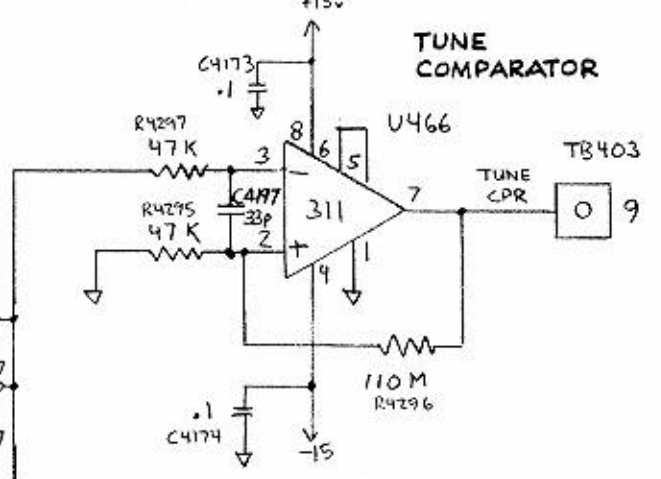 +15v
TUNE
COMPARATOR
C4173
.1
U466
R4297
47K
8
6
5
3
−
TB403
TUNE
CPR
7
O
9
C4197
33p
311
R4295
47K
2
+
1
4
110M
R4296
.1
C4174
-15